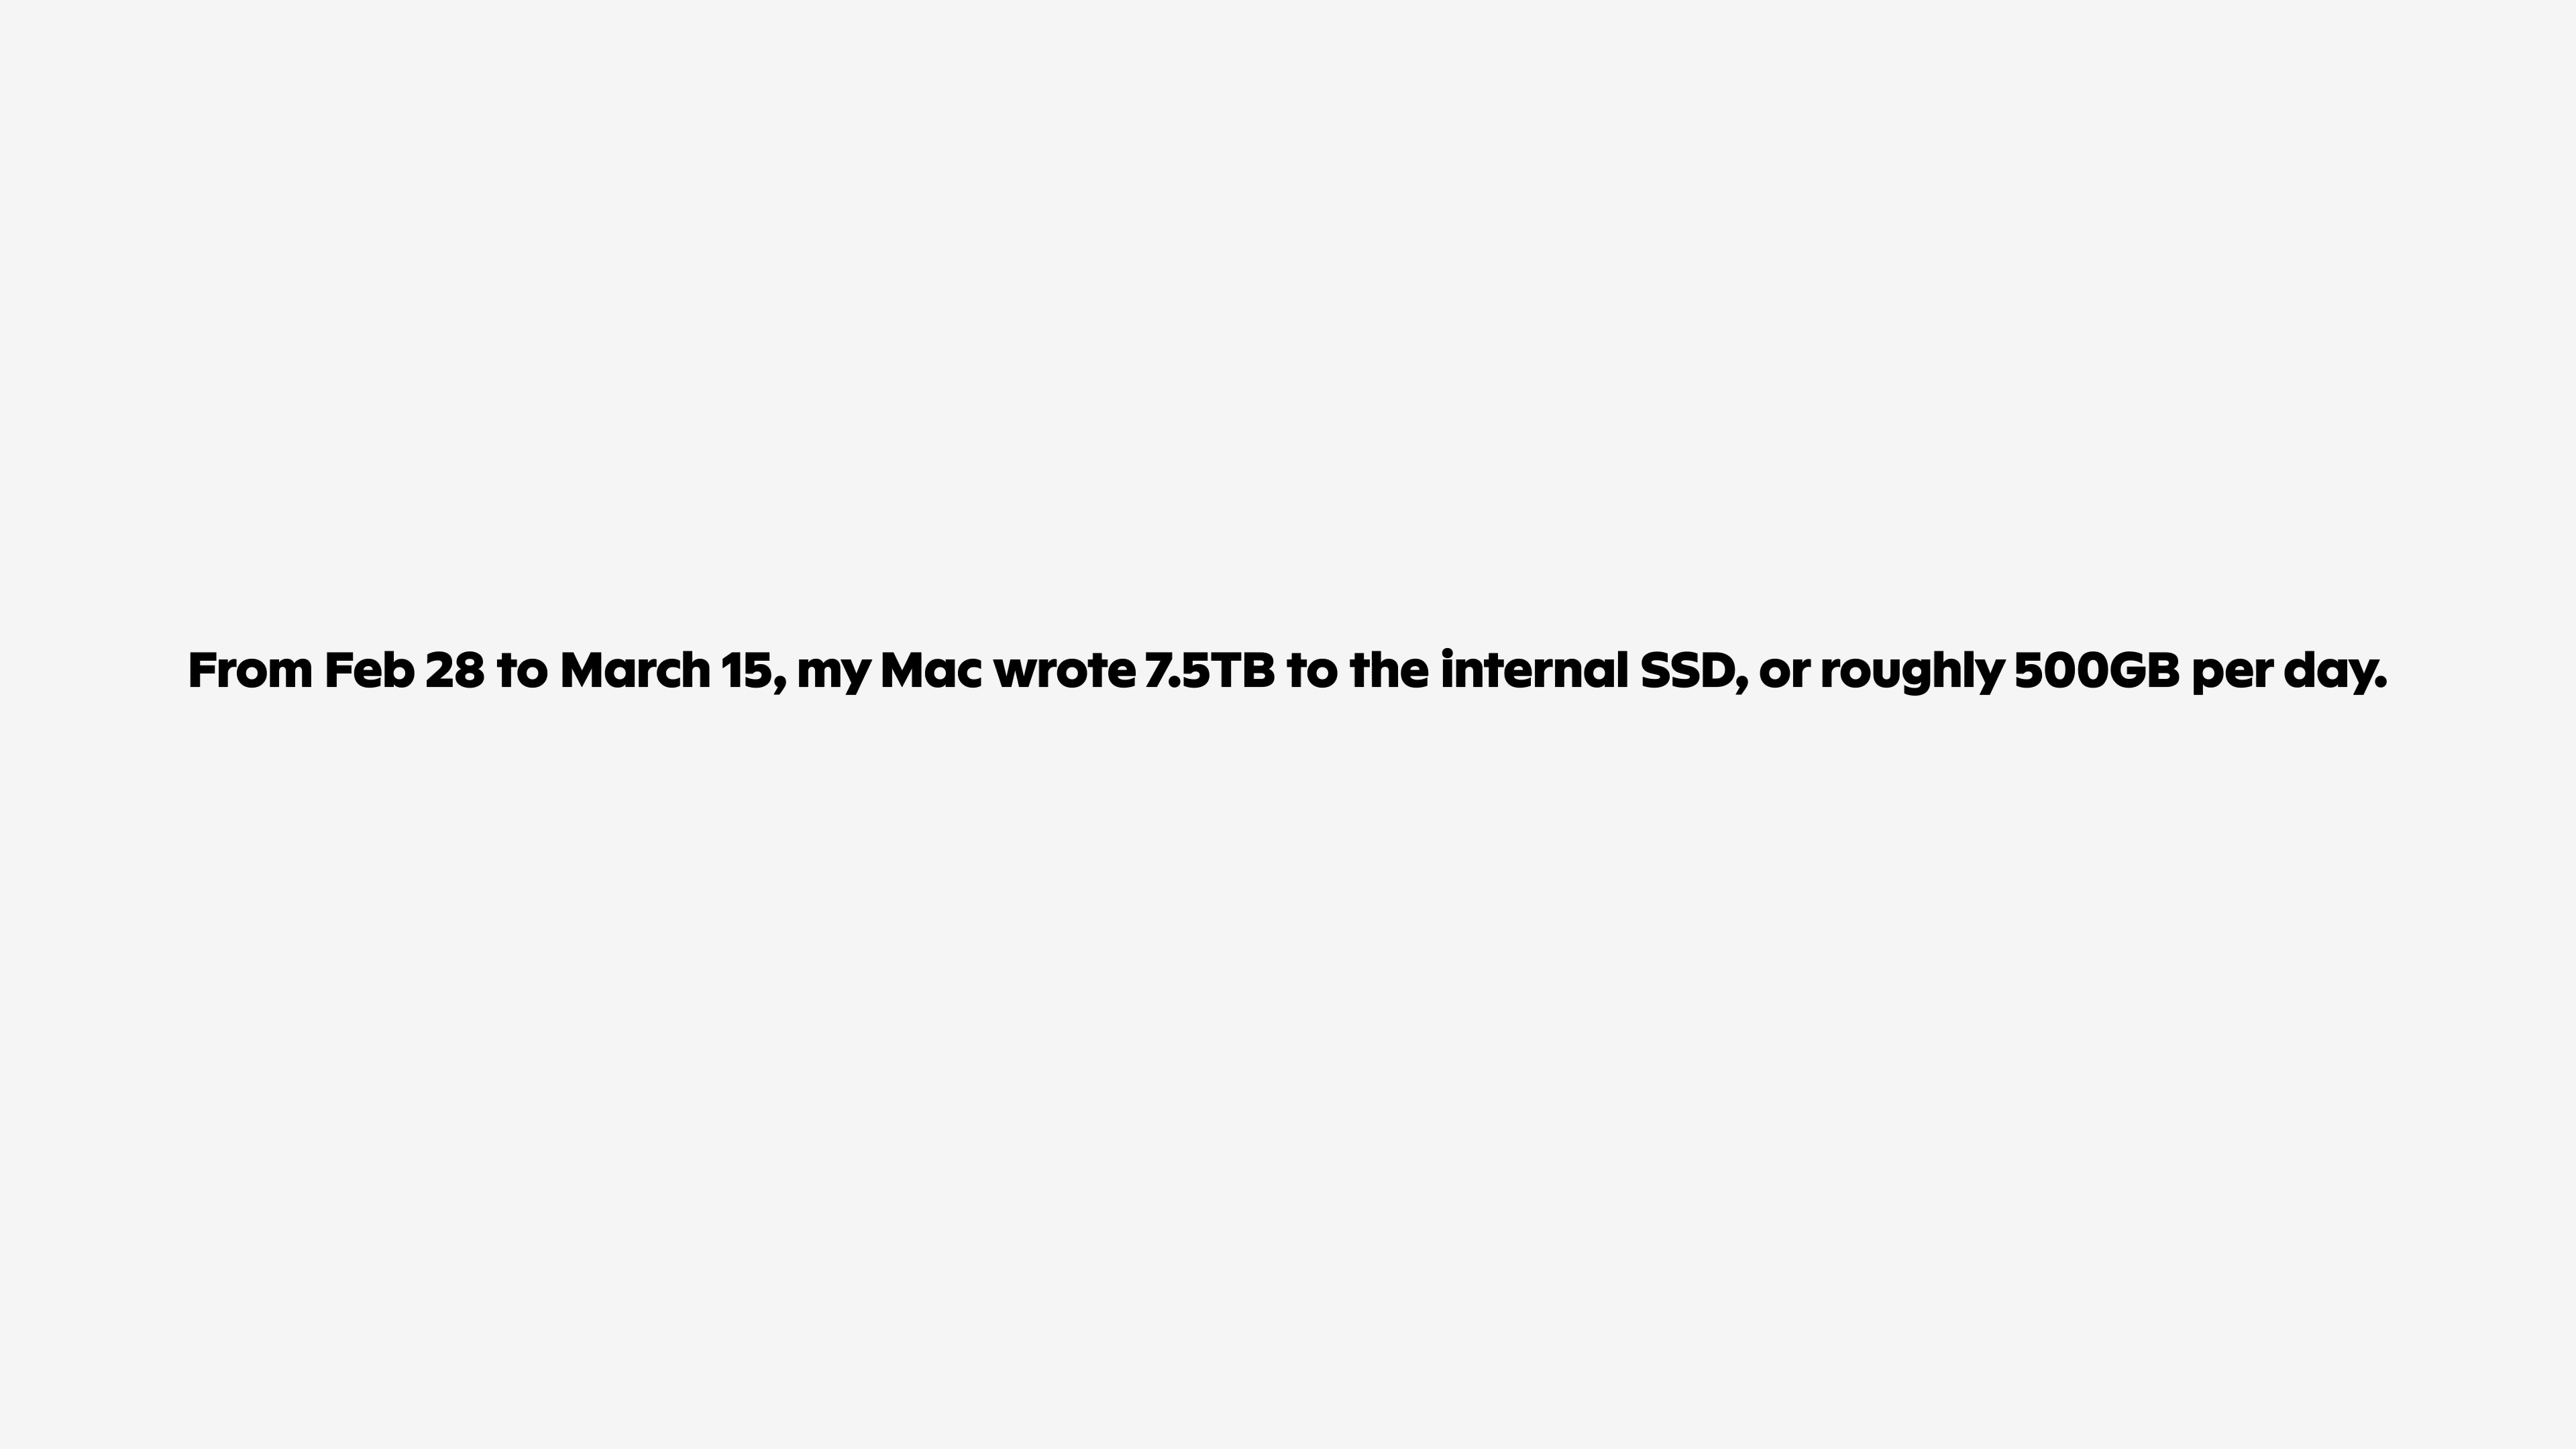 From Feb 28 to March 15, my Mac wrote 7.5TB to the internal SSD, or roughly 500GB per day.